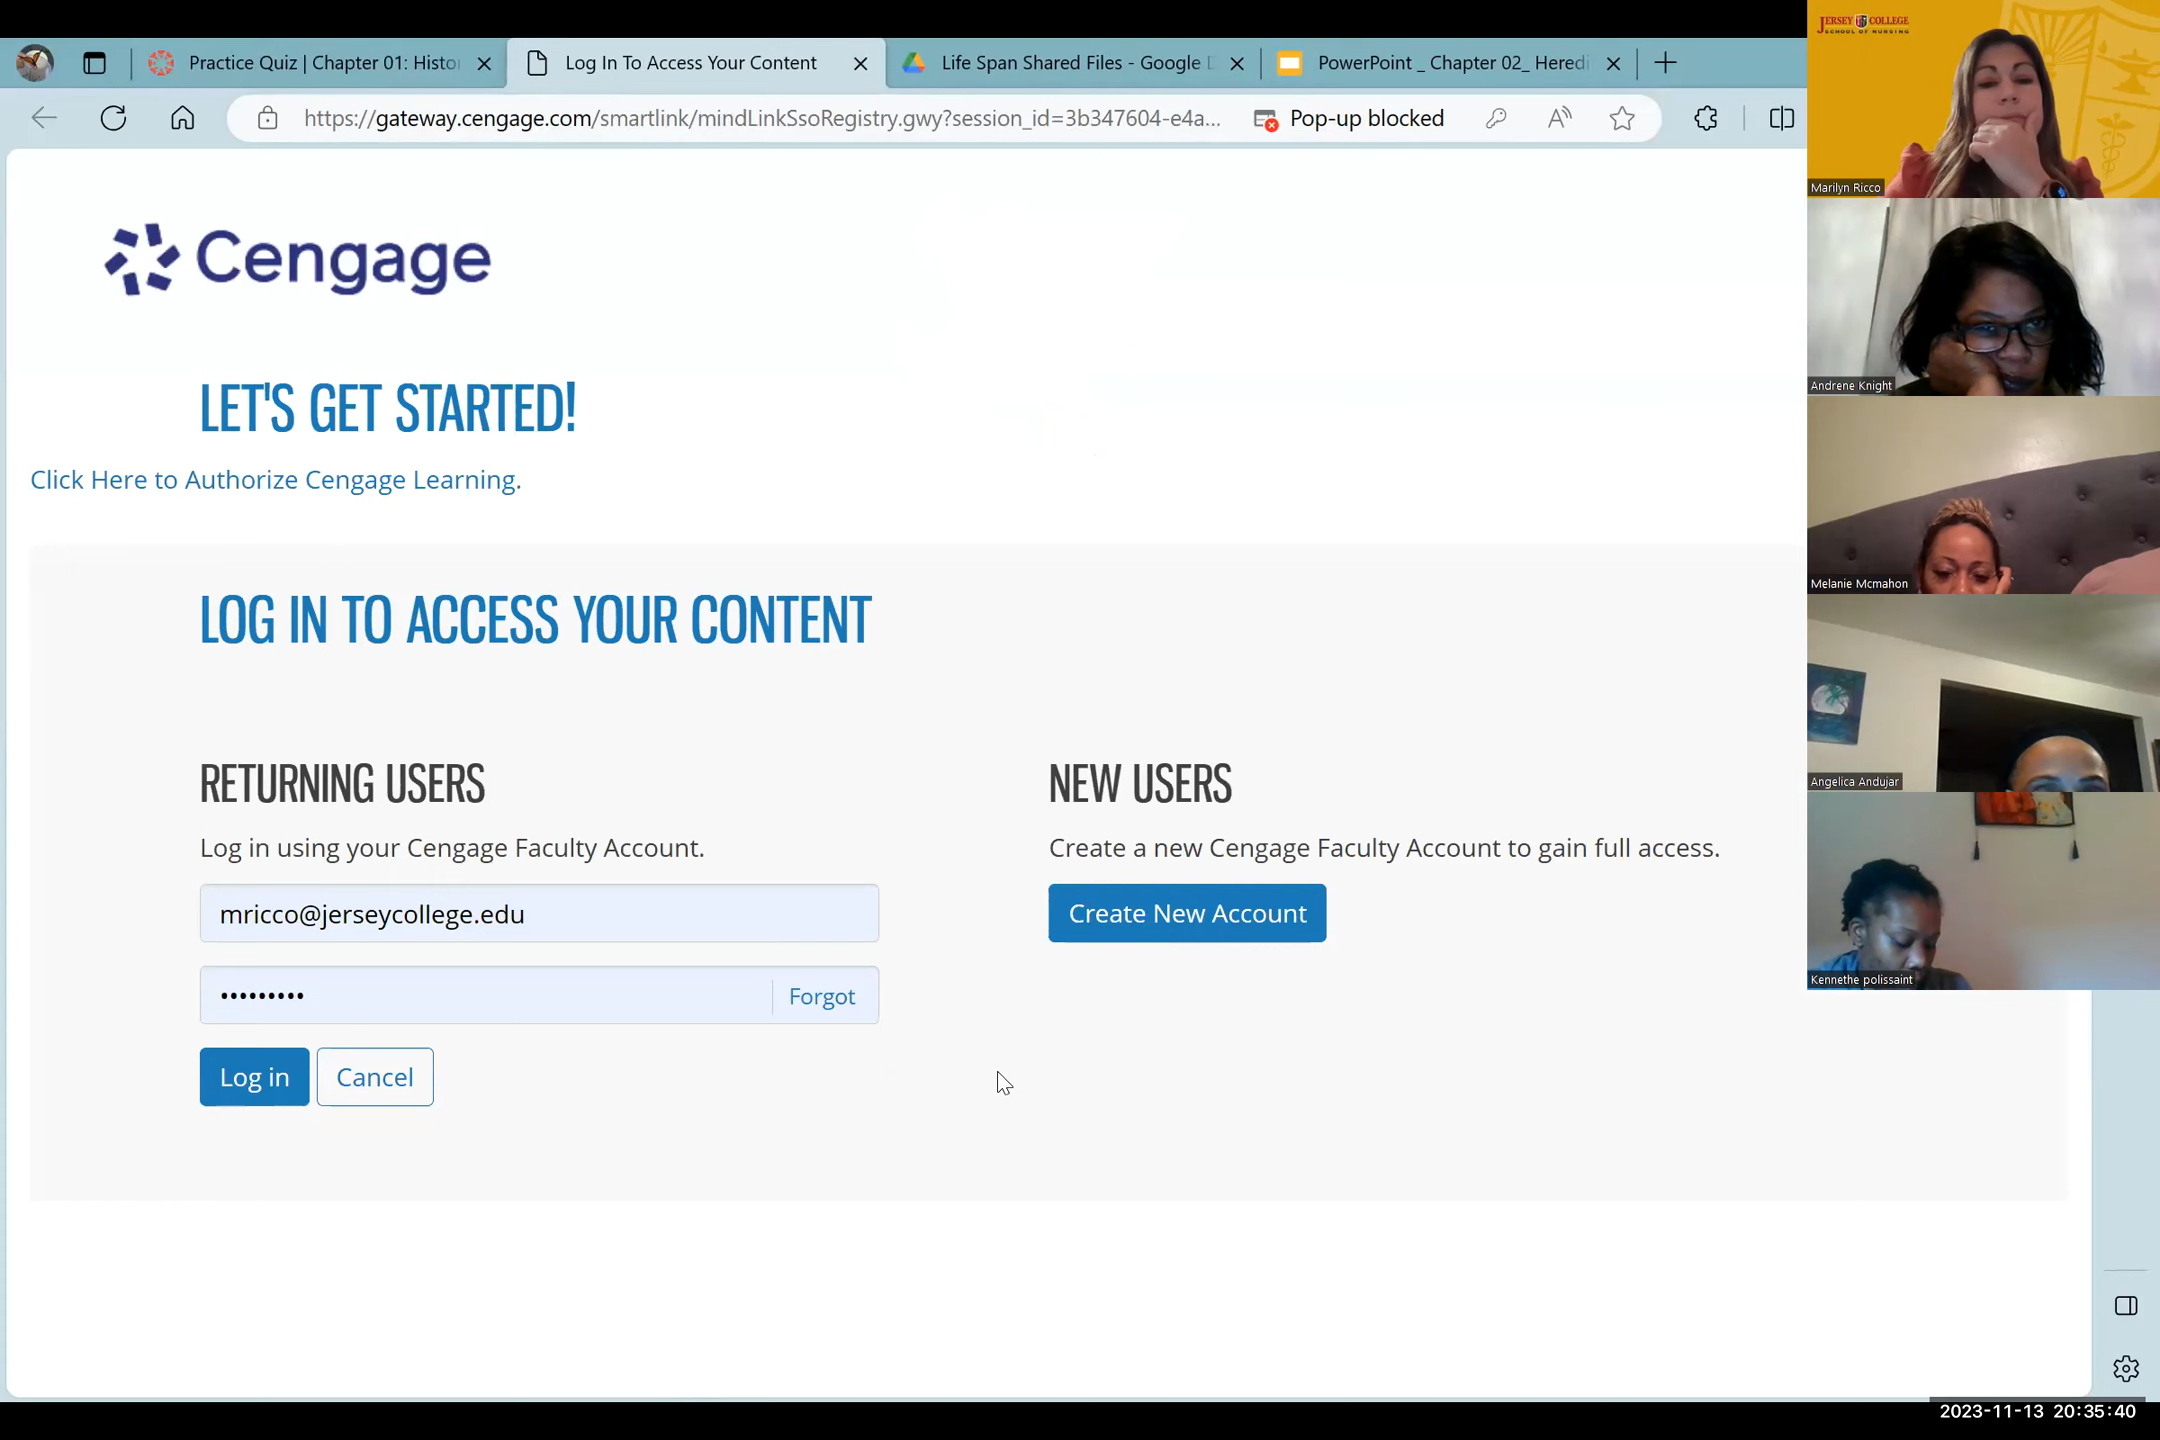 Practice Quiz | Chapter 01: Histo
Log In To Access Your Content
Life Span Shared Files - Google D
PowerPoint _ Chapter 02_ Heredi
https://gateway.cengage.com/smartlink/mindLinkSsoRegistry.gwy?session_id=3b347604-e4a...
Pop-up blocked
JERSEY COLLEGE
SCHOOL OF NURSING
Marilyn Ricco
Cengage
Andrene Knight
LET'S GET STARTED!
Click Here to Authorize Cengage Learning.
Melanie Mcmahon
LOG IN TO ACCESS YOUR CONTENT
Angelica Andujar
RETURNING USERS
Log in using your Cengage Faculty Account.
mricco@jerseycollege.edu
•••••••••
Forgot
Log in
Cancel
NEW USERS
Create a new Cengage Faculty Account to gain full access.
Create New Account
Kennethe polissaint
2023-11-13 20:35:40